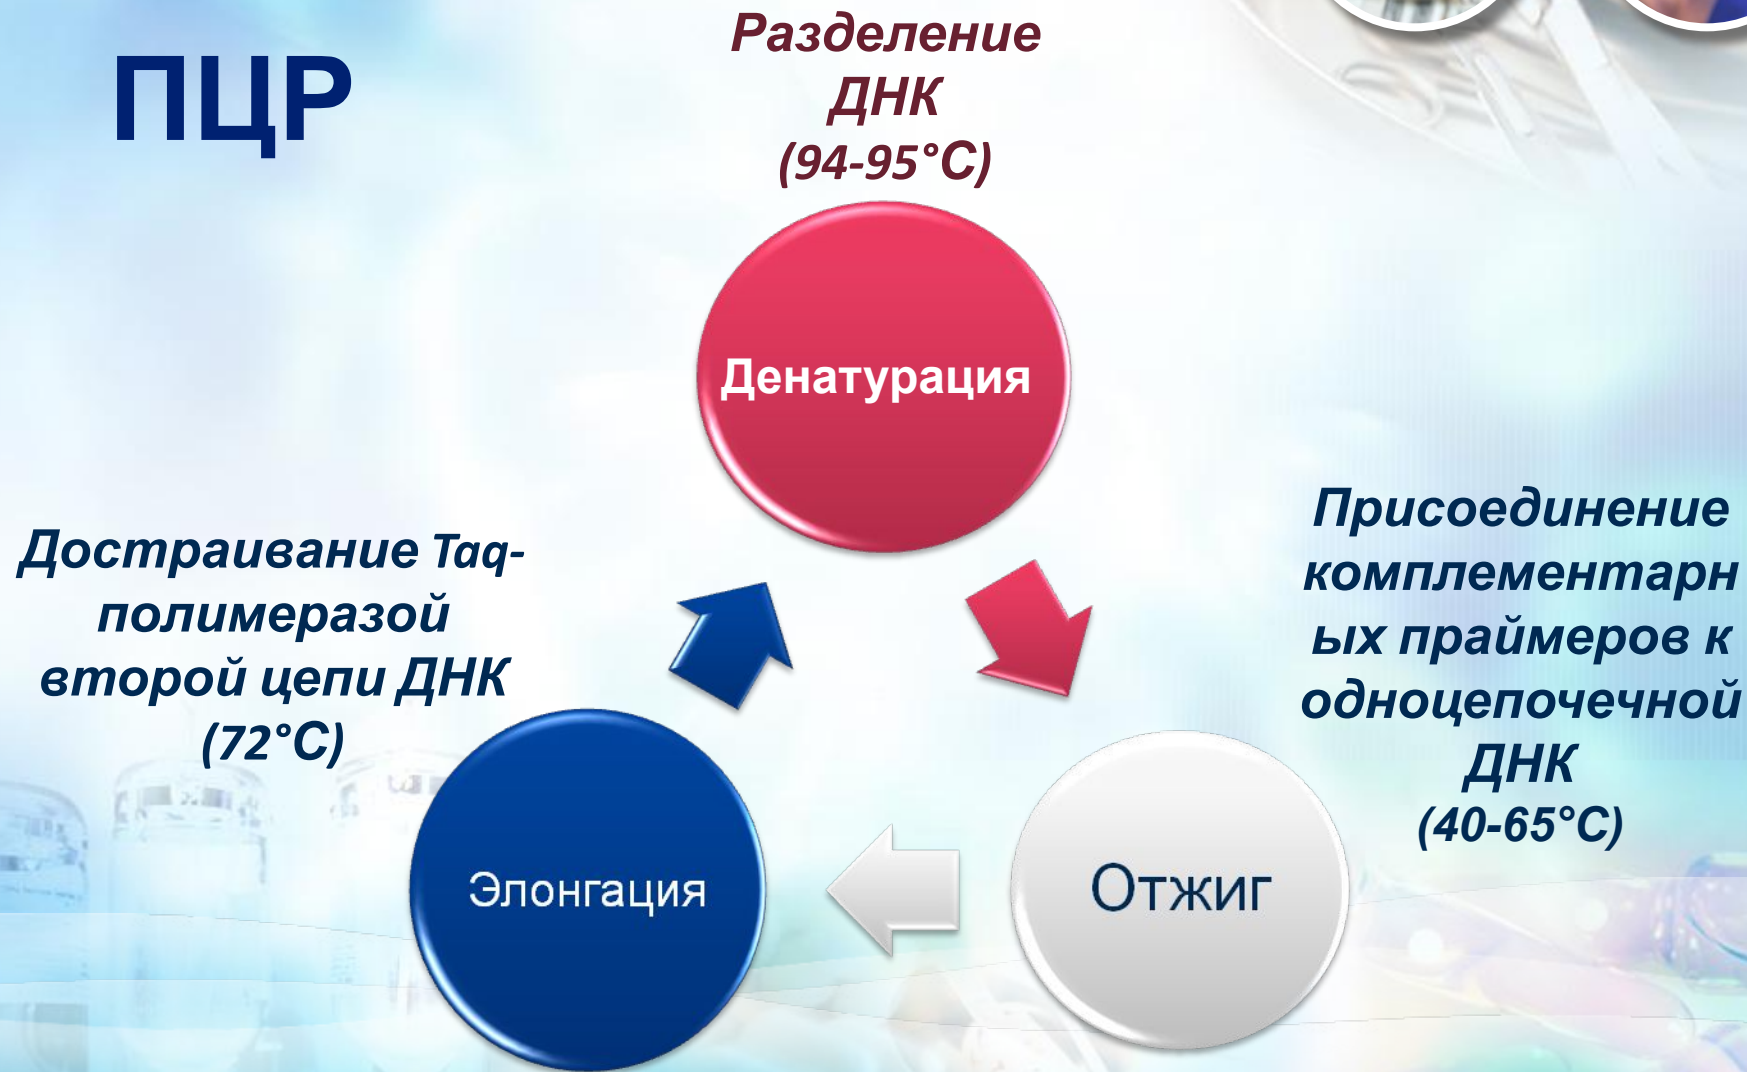 ПЦР
Разделение
ДНК
(94-95°С)
Денатурация
Присоединение
комплементарн
ых праймеров к
одноцепочечной
ДНК
(40-65°С)
Отжиг
Достраивание Taq-
полимеразой
второй цепи ДНК
(72°С)
Элонгация